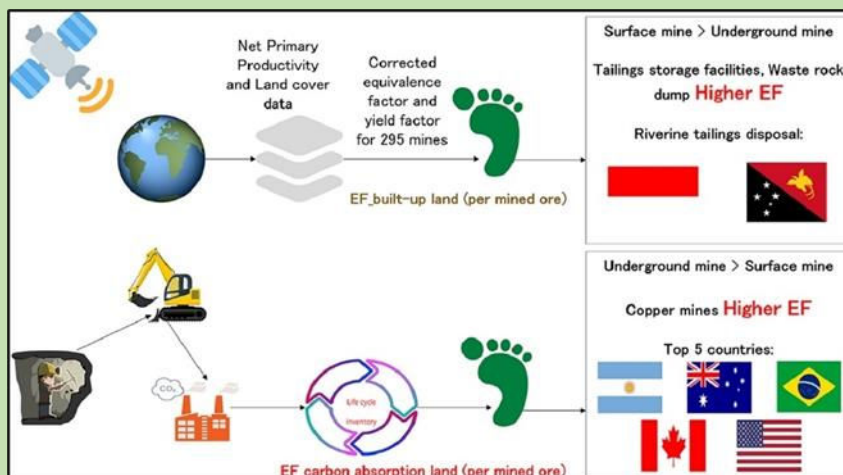 Net Primary
Productivity
and Land cover
data
Corrected
equivalence
factor and
yield factor
for 295 mines
EF_built-up land (per mined ore)
Surface mine > Underground mine
Tailings storage facilities, Waste rock
dump Higher EF
Riverine tailings disposal:
CO₂
Life cycle
inventory
EF_carbon absorption land (per mined ore)
Underground mine > Surface mine
Copper mines Higher EF
Top 5 countries: